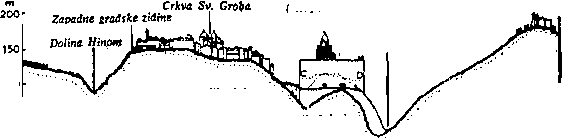 Crkva Sv. Groba
m
200
Zapadne gradske zidine
150
Dolina Hinom
C D